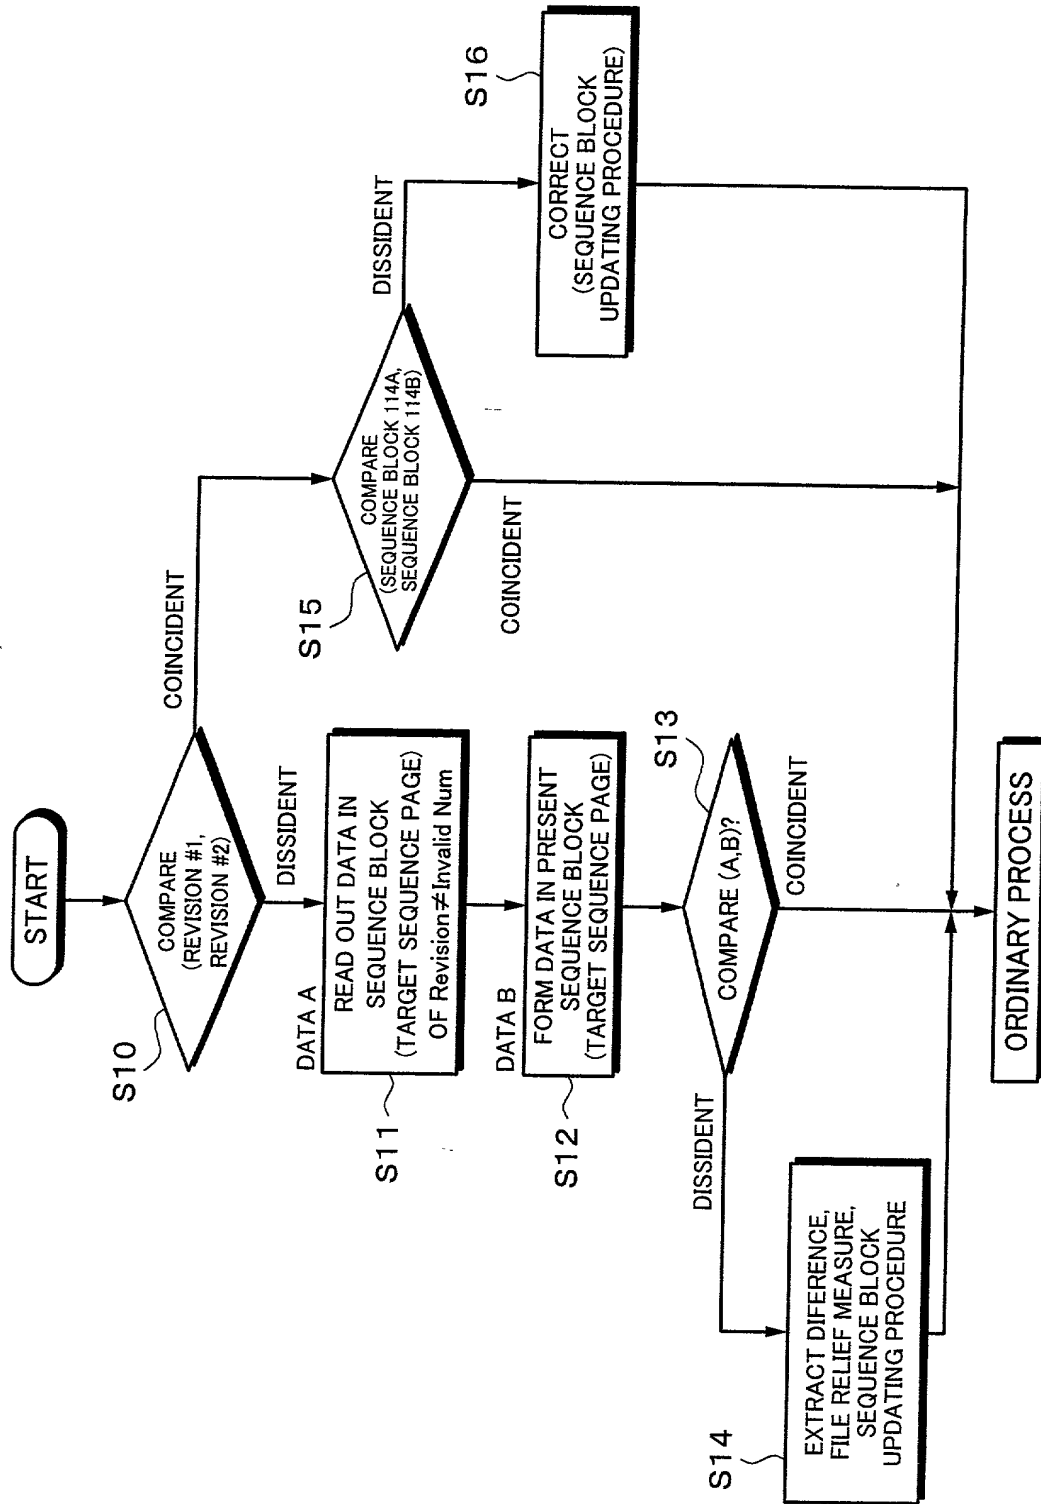 START
S10
COMPARE
(REVISION #1,
REVISION #2)
COINCIDENT
DISSIDENT
DATA A
S11
READ OUT DATA IN
SEQUENCE BLOCK
(TARGET SEQUENCE PAGE)
OF Revision≠Invalid Num
DATA B
S12
FORM DATA IN PRESENT
SEQUENCE BLOCK
(TARGET SEQUENCE PAGE)
S13
COMPARE (A,B)?
DISSIDENT
COINCIDENT
S14
EXTRACT DIFERENCE,
FILE RELIEF MEASURE,
SEQUENCE BLOCK
UPDATING PROCEDURE
S15
COMPARE
(SEQUENCE BLOCK 114A,
SEQUENCE BLOCK 114B)
DISSIDENT
COINCIDENT
S16
CORRECT
(SEQUENCE BLOCK
UPDATING PROCEDURE)
ORDINARY PROCESS